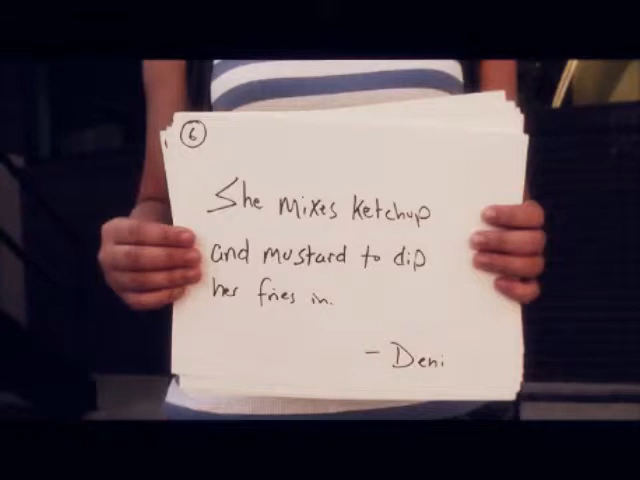 6
She mixes ketchup
and mustard to dip
her fries in.
- Deni